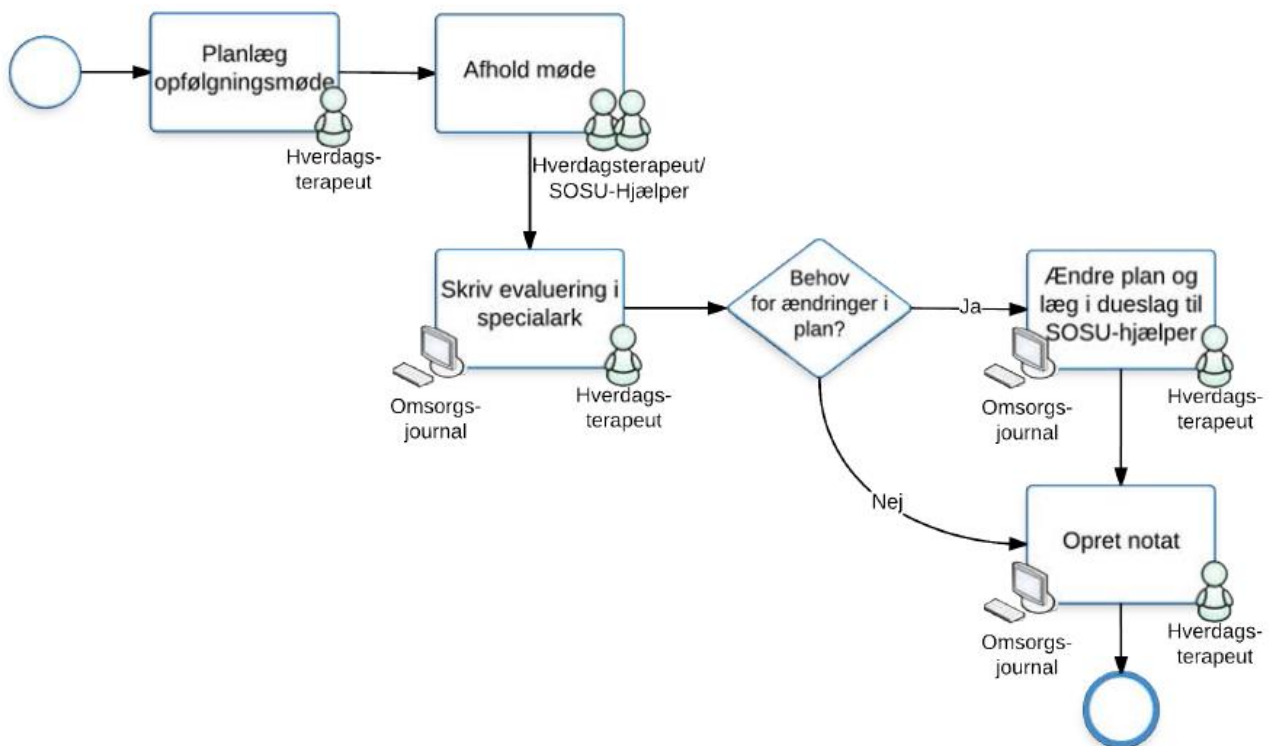 Planlæg
opfølgningsmøde
Hverdags-
terapeut
Afhold møde
Hverdagsterapeut/
SOSU-Hjælper
Skriv evaluering i
specialark
Omsorgs-
journal
Hverdags-
terapeut
Behov
for ændringer i
plan?
Ja
Ændre plan og
læg i dueslag til
SOSU-hjælper
Omsorgs-
journal
Hverdags-
terapeut
Nej
Opret notat
Omsorgs-
journal
Hverdags-
terapeut